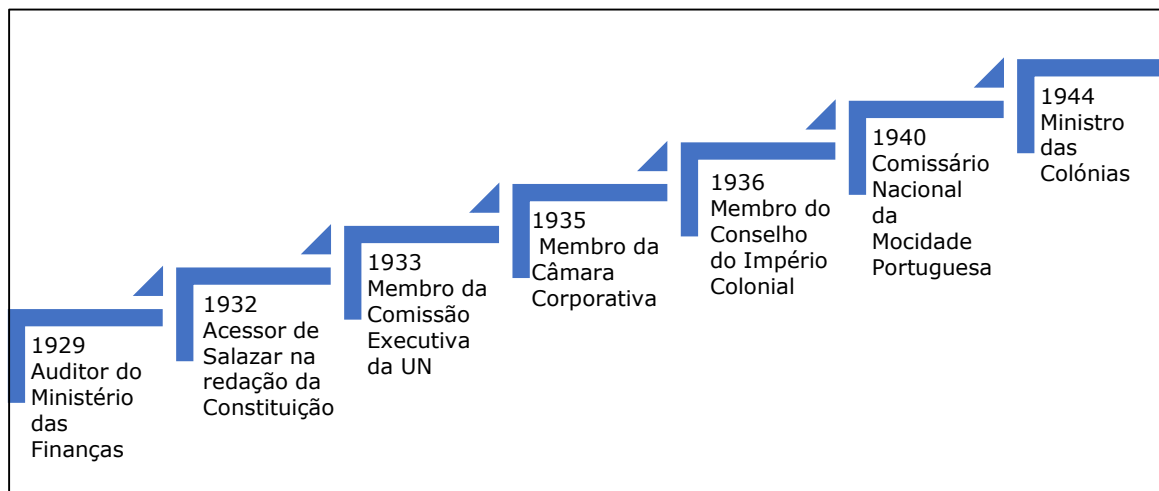 1929
Auditor do
Ministério
das
Finanças
1932
Acessor de
Salazar na
redação da
Constituição
1933
Membro da
Comissão
Executiva
da UN
1935
Membro da
Câmara
Corporativa
1936
Membro do
Conselho
do Império
Colonial
1940
Comissário
Nacional
da
Mocidade
Portuguesa
1944
Ministro
das
Colónias